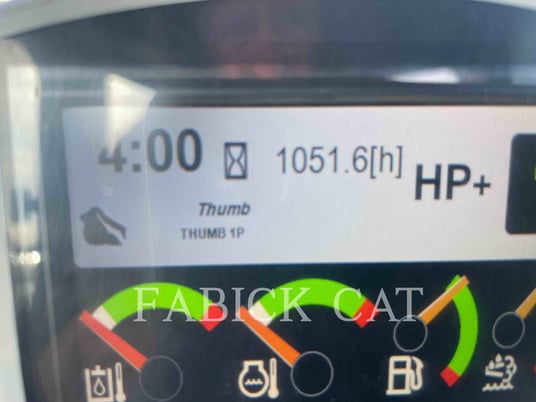 4:00 1051.6[h] HP+
Thumb
THUMB 1P
FABICK CAT